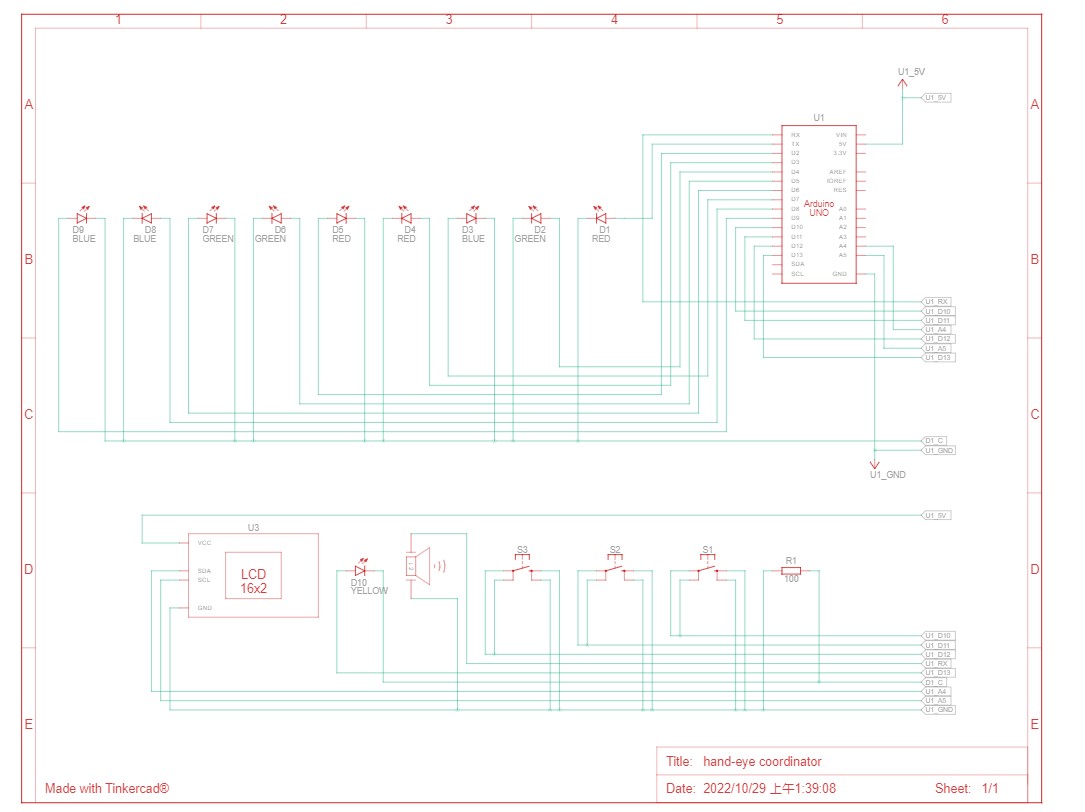 1 2 3 4 5 6
U1_5V
U1_5V
A A
U1
RX VIN
TX 5V
D2 3.3V
D3
D4 AREF
D5 IOREF
D6 RES
D7
Arduino
UNO
D8 A0
D9 A1
D10 A2
D11 A3
D12 A4
D13 A5
SDA
SCL GND
D9 D8 D7 D6 D5 D4 D3 D2 D1
BLUE BLUE GREEN GREEN RED RED BLUE GREEN RED
B B
U1_RX
U1_D10
U1_D11
U1_A4
U1_D12
U1_A5
U1_D13
C C
D1_C
U1_GND
U1_GND
U1_5V
U3
VCC
SDA
SCL
GND
LCD
16x2
D10
YELLOW
S3 S2 S1 R1
100
D D
U1_D10
U1_D11
U1_D12
U1_RX
U1_D13
D1_C
U1_A4
U1_A5
U1_GND
E E
Title: hand-eye coordinator
Made with Tinkercad® Date: 2022/10/29 上午1:39:08 Sheet: 1/1